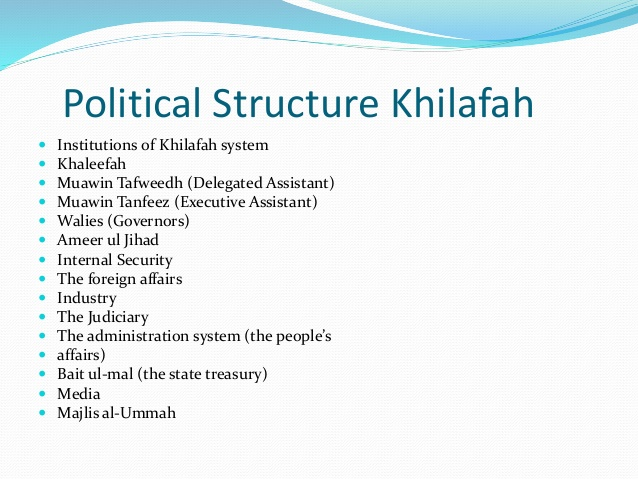 Political Structure Khilafah
Institutions of Khilafah system
Khaleefah
Muawin Tafweedh (Delegated Assistant)
Muawin Tanfeez (Executive Assistant)
Walies (Governors)
Ameer ul Jihad
Internal Security
The foreign affairs
Industry
The Judiciary
The administration system (the people's
affairs)
Bait ul-mal (the state treasury)
Media
Majlis al-Ummah